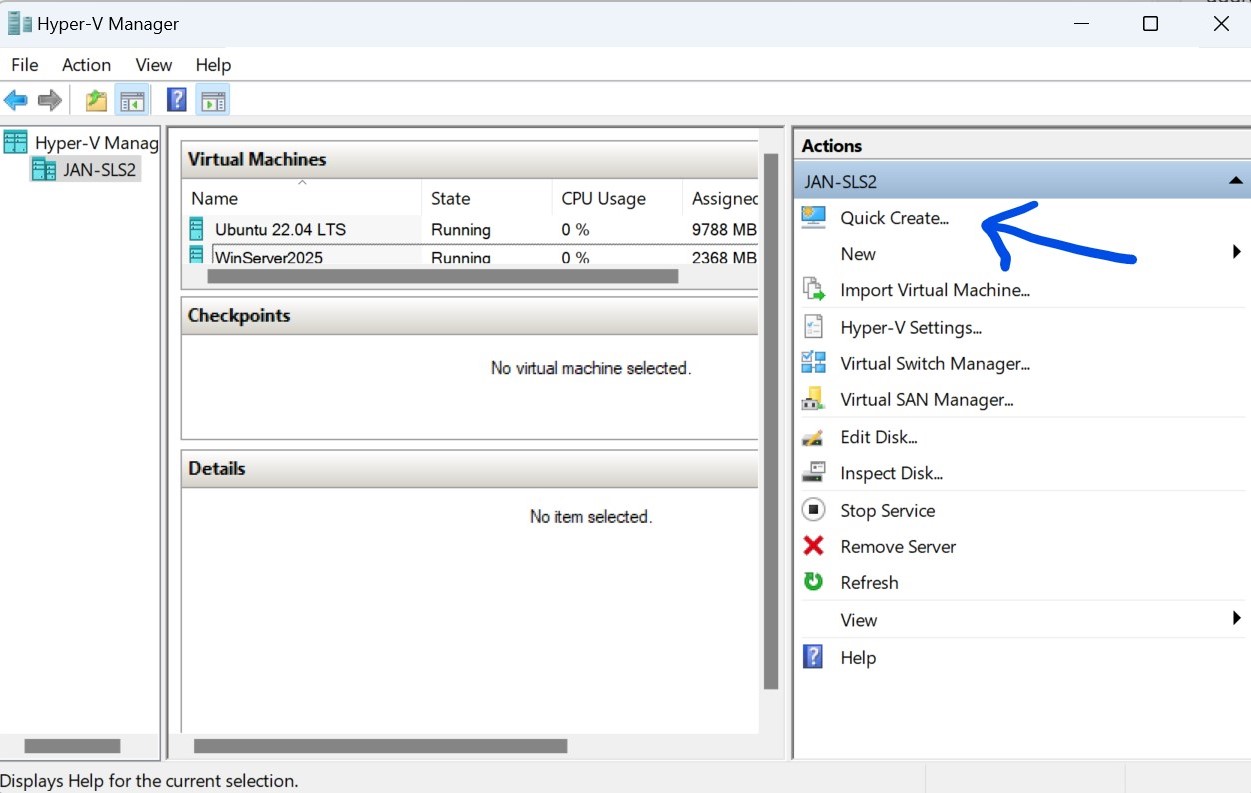 Hyper-V Manager
File Action View Help
Hyper-V Manag
JAN-SLS2
Virtual Machines
Name State CPU Usage Assigned
Ubuntu 22.04 LTS Running 0 % 9788 MB
WinServer2025 Running 0 % 2368 MB
Checkpoints
No virtual machine selected.
Details
No item selected.
Actions
JAN-SLS2
Quick Create...
New
Import Virtual Machine...
Hyper-V Settings...
Virtual Switch Manager...
Virtual SAN Manager...
Edit Disk...
Inspect Disk...
Stop Service
Remove Server
Refresh
View
Help
Displays Help for the current selection.